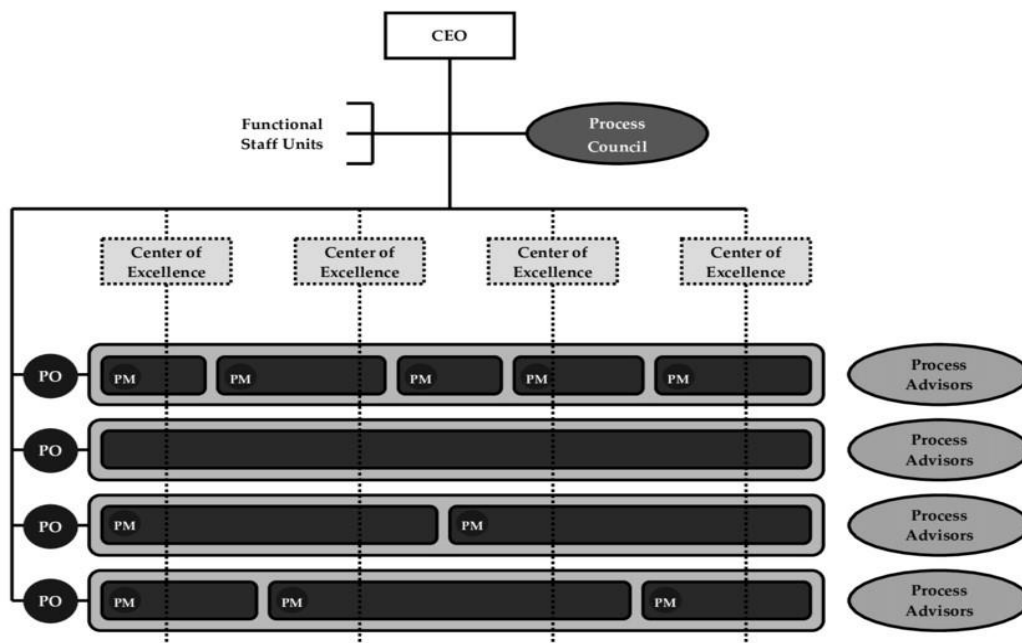 CEO
Functional
Staff Units
Process
Council
Center of
Excellence
Center of
Excellence
Center of
Excellence
Center of
Excellence
PO
PM
PM
PM
PM
PM
Process
Advisors
PO
Process
Advisors
PO
PM
PM
Process
Advisors
PO
PM
PM
PM
Process
Advisors